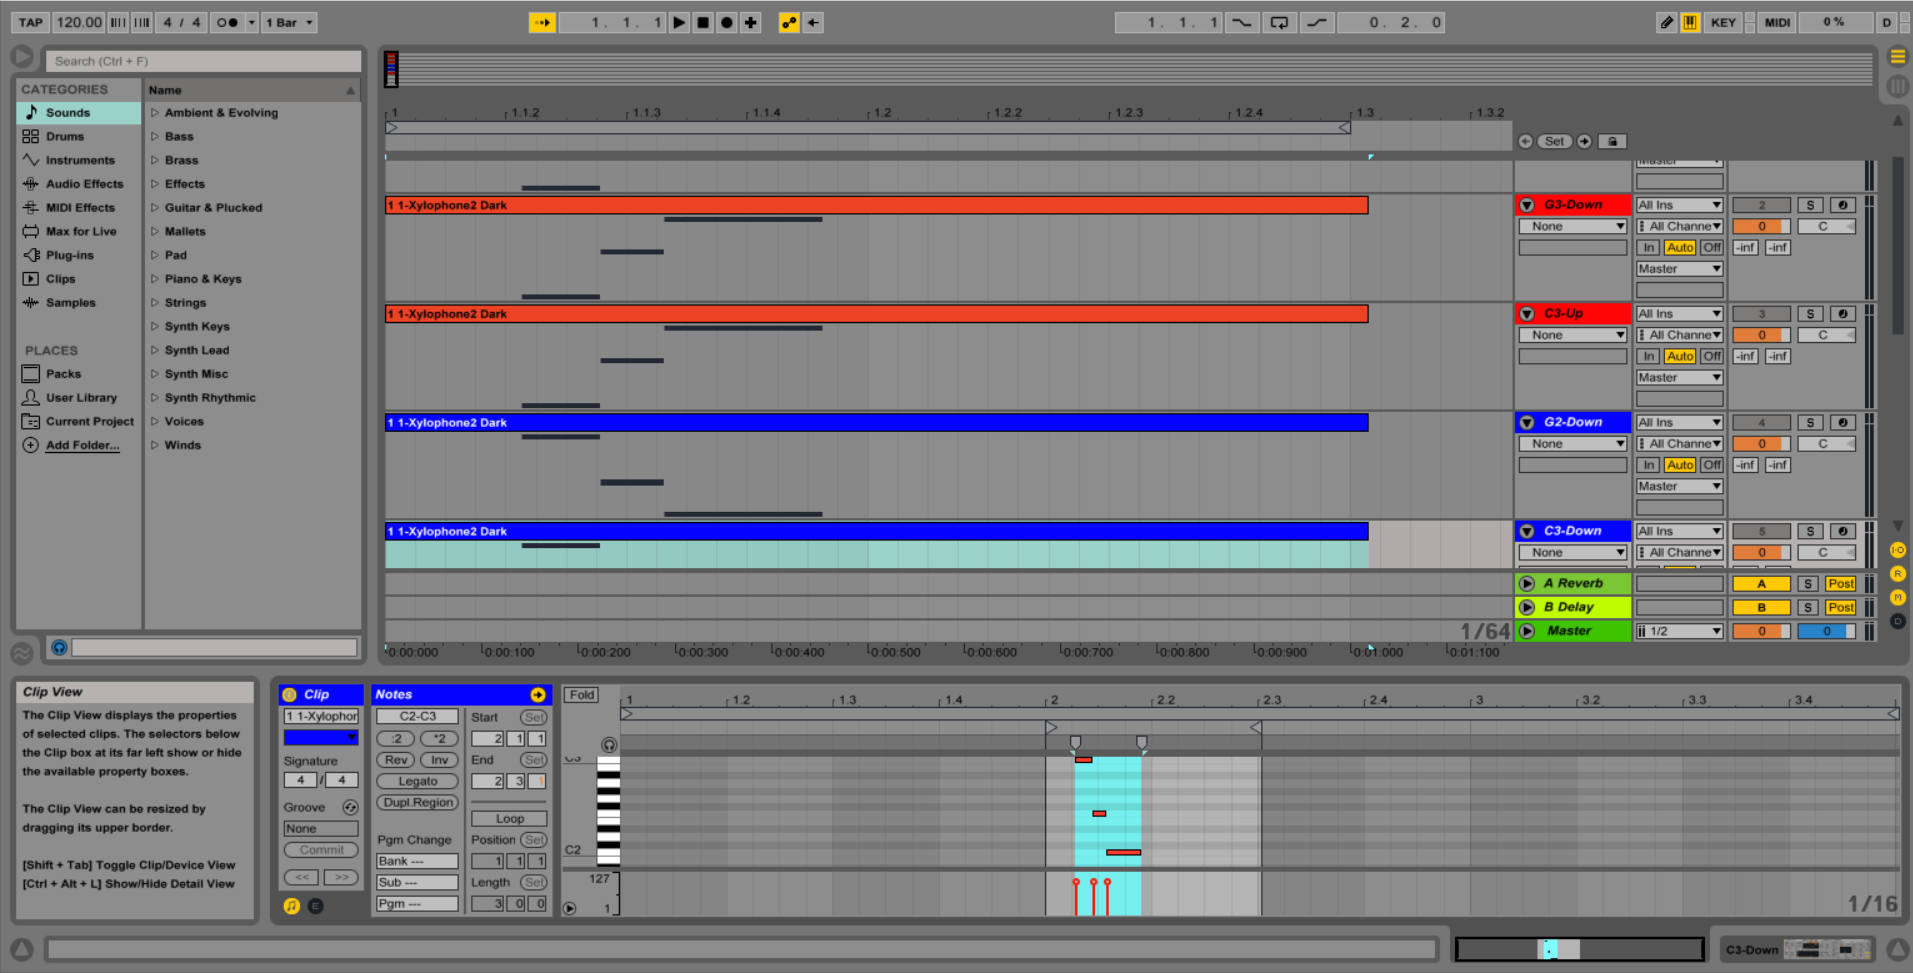 TAP 120.00 4 / 4 1 Bar 1. 1. 1 1. 1. 1 0. 2. 0 KEY MIDI 0 % D
Search (Ctrl + F)
CATEGORIES
Sounds
Drums
Instruments
Audio Effects
MIDI Effects
Max for Live
Plug-ins
Clips
Samples
PLACES
Packs
User Library
Current Project
Add Folder...
Name
Ambient & Evolving
Bass
Brass
Effects
Guitar & Plucked
Mallets
Pad
Piano & Keys
Strings
Synth Keys
Synth Lead
Synth Misc
Synth Rhythmic
Voices
Winds
1 1.1.2 1.1.3 1.1.4 1.2 1.2.2 1.2.3 1.2.4 1.3 1.3.2
Set
Master
1 1-Xylophone2 Dark
G3-Down All Ins 2 S
None All Channe 0 C
In Auto Off -inf -inf
Master
1 1-Xylophone2 Dark
C3-Up All Ins 3 S
None All Channe 0 C
In Auto Off -inf -inf
Master
1 1-Xylophone2 Dark
G2-Down All Ins 4 S
None All Channe 0 C
In Auto Off -inf -inf
Master
1 1-Xylophone2 Dark
C3-Down All Ins 5 S
None All Channe 0 C
A Reverb A S Post
B Delay B S Post
1/64 Master 1/2 0 0
0:00:000 0:00:100 0:00:200 0:00:300 0:00:400 0:00:500 0:00:600 0:00:700 0:00:800 0:00:900 0:01:000 0:01:100
I-O
R
M
D
Clip View
The Clip View displays the properties
of selected clips. The selectors below
the Clip box at its far left show or hide
the available property boxes.
The Clip View can be resized by
dragging its upper border.
[Shift + Tab] Toggle Clip/Device View
[Ctrl + Alt + L] Show/Hide Detail View
Clip
1 1-Xylophor
Signature
4 / 4
Groove
None
Commit
<< >>
E
Notes
C2-C3
:2 *2
Rev Inv
Legato
Dupl.Region
Pgm Change
Bank ---
Sub ---
Pgm ---
Start Set
2 1 1
End Set
2 3 1
Loop
Position Set
1 1 1
Length Set
3 0 0
Fold
1 1.2 1.3 1.4 2 2.2 2.3 2.4 3 3.2 3.3 3.4
C3
C2
127
1
1/16
C3-Down